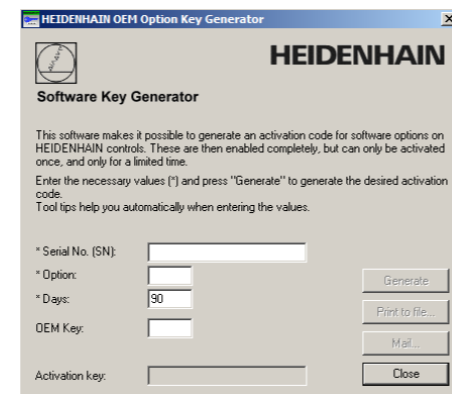 HEIDENHAIN OEM Option Key Generator
HEIDENHAIN
Software Key Generator
This software makes it possible to generate an activation code for software options on
HEIDENHAIN controls. These are then enabled completely, but can only be activated
once, and only for a limited time.
Enter the necessary values (*) and press "Generate" to generate the desired activation
code.
Tool tips help you automatically when entering the values.
* Serial No. (SN):
* Option:
Generate
* Days: 90
Print to file...
OEM Key:
Mail...
Activation key:
Close